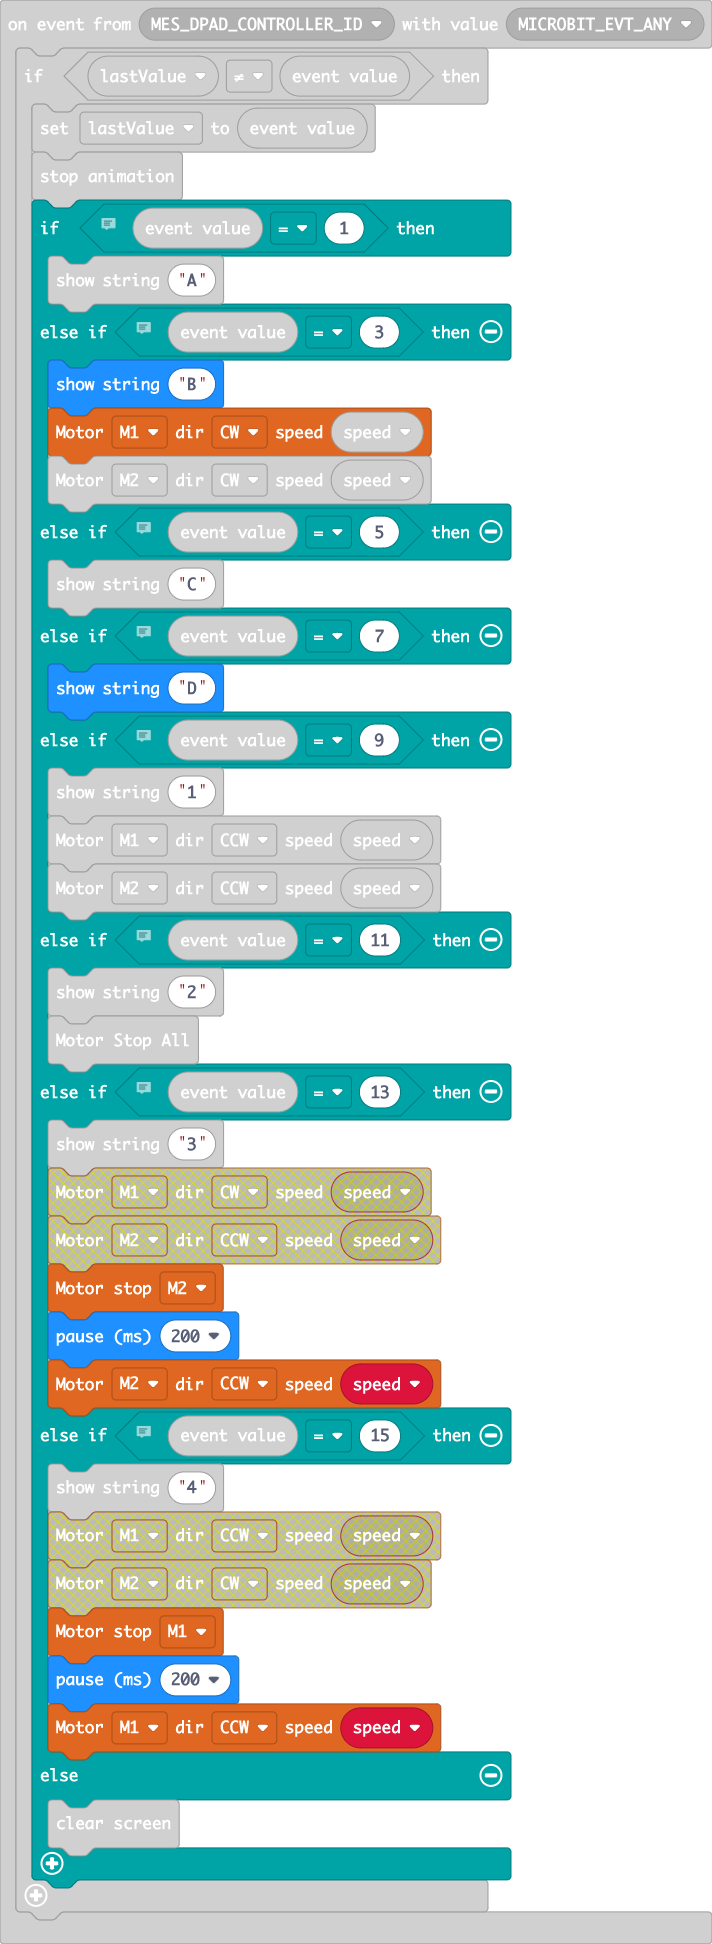 on event from MES_DPAD_CONTROLLER_ID with value MICROBIT_EVT_ANY
if lastValue ≠ event value then
set lastValue to event value
stop animation
if event value = 1 then
show string "A"
else if event value = 3 then
show string "B"
Motor M1 dir CW speed speed
Motor M2 dir CW speed speed
else if event value = 5 then
show string "C"
else if event value = 7 then
show string "D"
else if event value = 9 then
show string "1"
Motor M1 dir CCW speed speed
Motor M2 dir CCW speed speed
else if event value = 11 then
show string "2"
Motor Stop All
else if event value = 13 then
show string "3"
Motor M1 dir CW speed speed
Motor M2 dir CCW speed speed
Motor stop M2
pause (ms) 200
Motor M2 dir CCW speed speed
else if event value = 15 then
show string "4"
Motor M1 dir CCW speed speed
Motor M2 dir CW speed speed
Motor stop M1
pause (ms) 200
Motor M1 dir CCW speed speed
else
clear screen